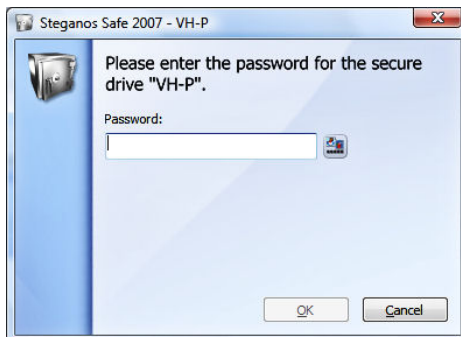 Steganos Safe 2007 - VH-P
Please enter the password for the secure
drive "VH-P".
Password:
OK
Cancel